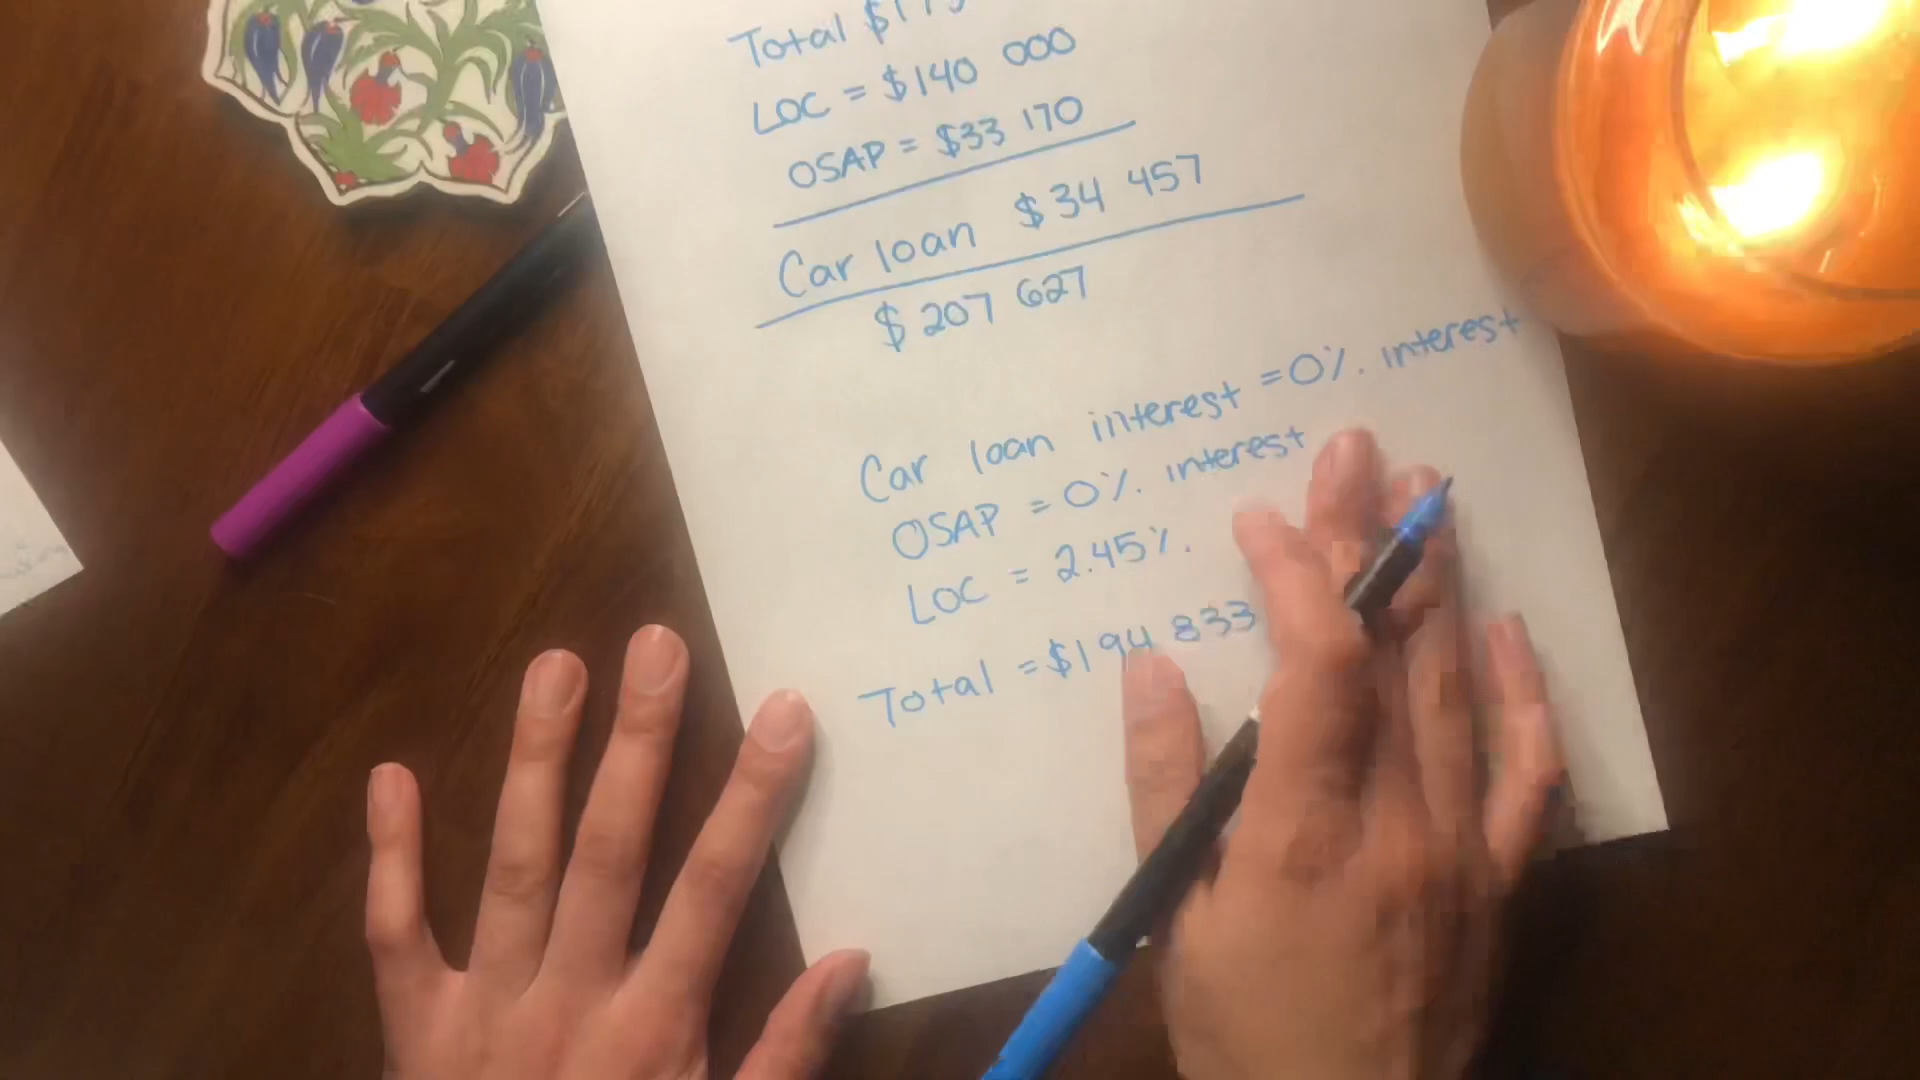 Total
LOC = $140 000
OSAP = $33 170
Car loan $34 457
$207 627
Car loan interest = 0%. interest
OSAP = 0%. interest
LOC = 2.45%.
Total = $194 833